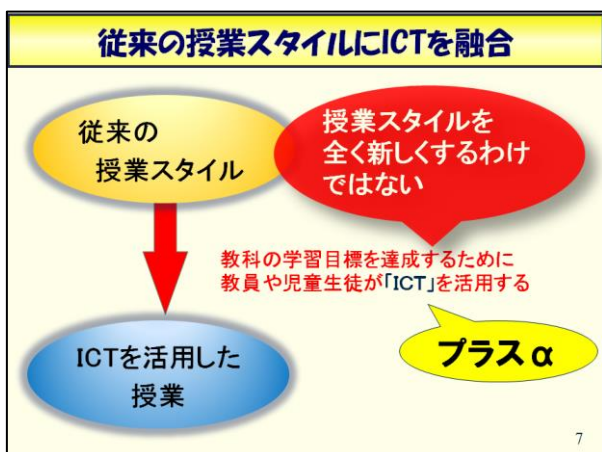 従来の授業スタイルにICTを融合
従来の
授業スタイル
授業スタイルを
全く新しくするわけ
ではない
教科の学習目標を達成するために
教員や児童生徒が「ICT」を活用する
プラスα
ICTを活用した
授業
7